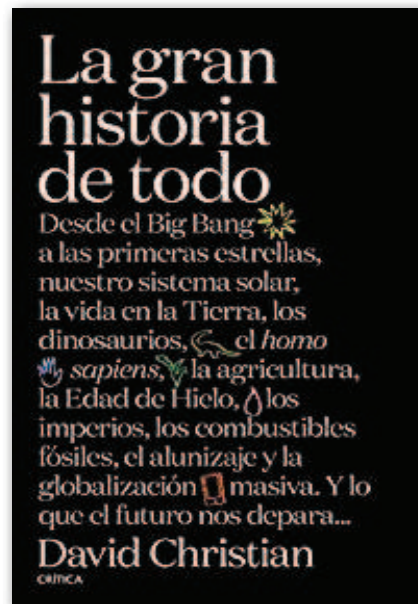 La gran
historia
de todo
Desde el Big Bang
a las primeras estrellas,
nuestro sistema solar,
la vida en la Tierra, los
dinosaurios, el homo
sapiens, la agricultura,
la Edad de Hielo, los
imperios, los combustibles
fósiles, el alunizaje y la
globalización masiva. Y lo
que el futuro nos depara...
David Christian
CRÍTICA